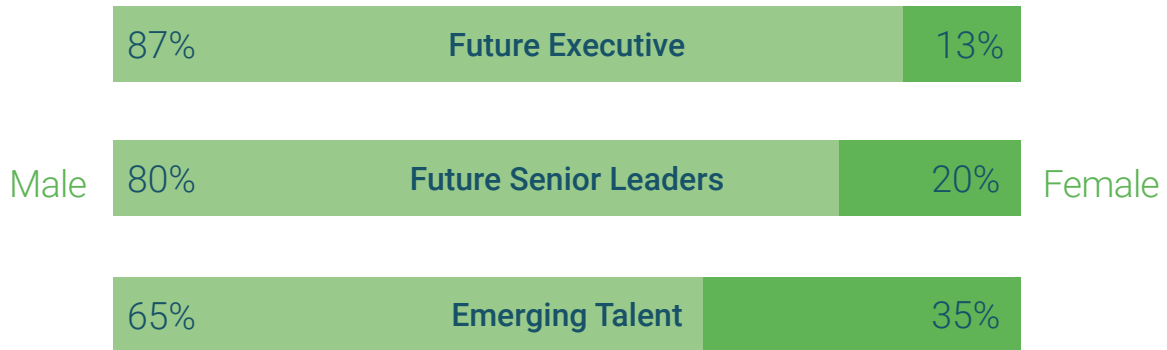 87% Future Executive 13%
Male 80% Future Senior Leaders 20% Female
65% Emerging Talent 35%